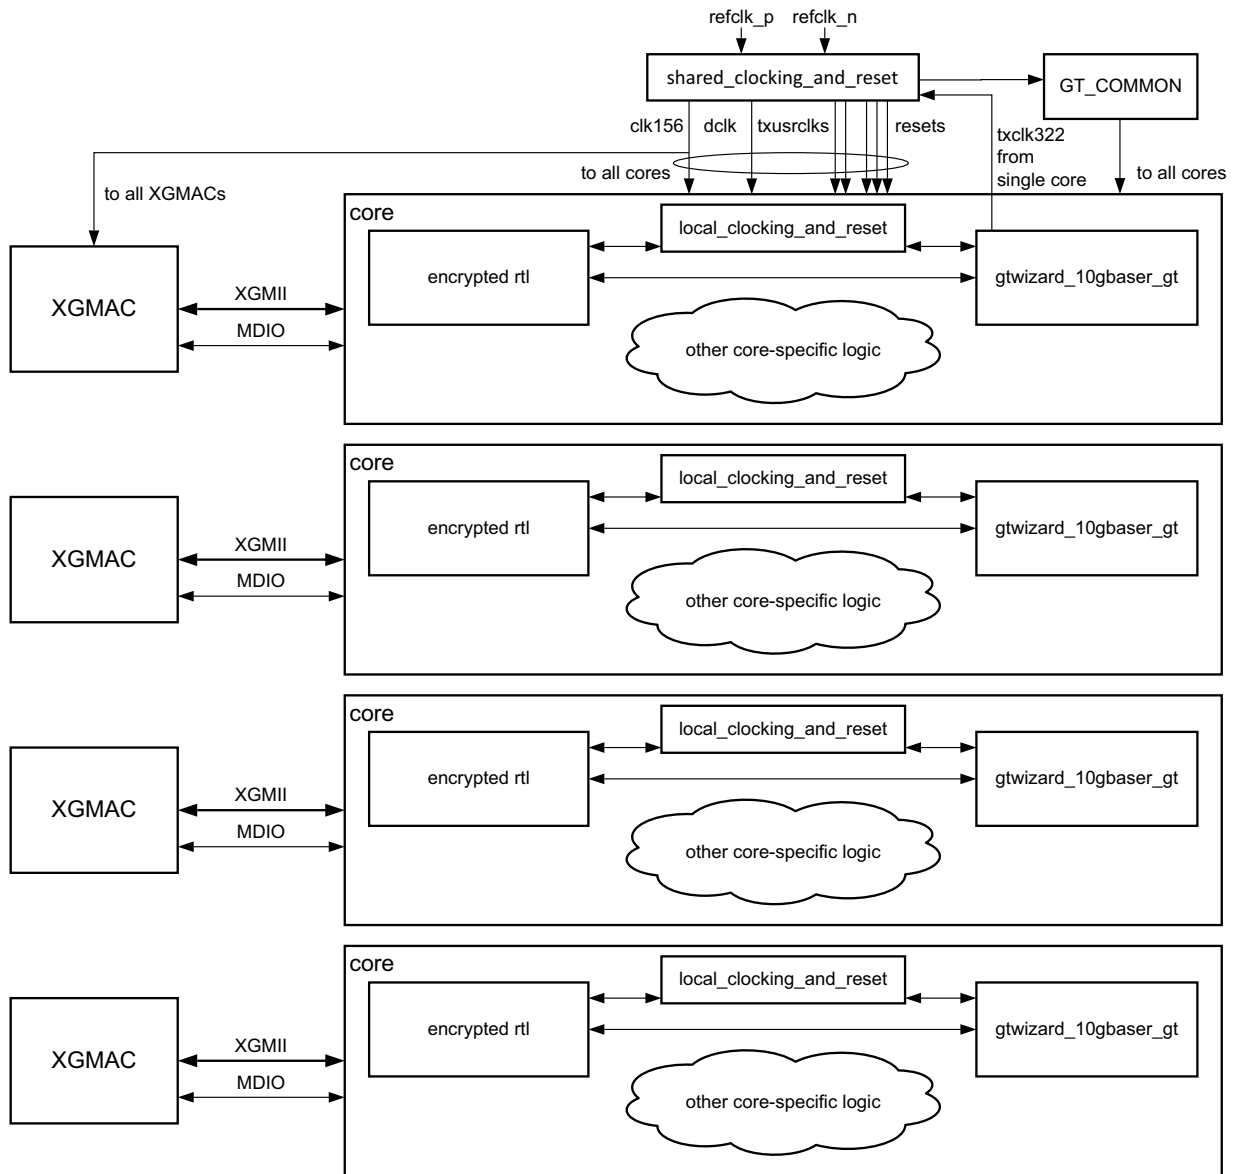 refclk_p
refclk_n
shared_clocking_and_reset
GT_COMMON
clk156
dclk
txusrclks
resets
txclk322
from
single core
to all XGMACs
to all cores
to all cores
core
local_clocking_and_reset
encrypted rtl
gtwizard_10gbaser_gt
XGMAC
XGMII
MDIO
other core-specific logic
core
local_clocking_and_reset
encrypted rtl
gtwizard_10gbaser_gt
XGMAC
XGMII
MDIO
other core-specific logic
core
local_clocking_and_reset
encrypted rtl
gtwizard_10gbaser_gt
XGMAC
XGMII
MDIO
other core-specific logic
core
local_clocking_and_reset
encrypted rtl
gtwizard_10gbaser_gt
XGMAC
XGMII
MDIO
other core-specific logic